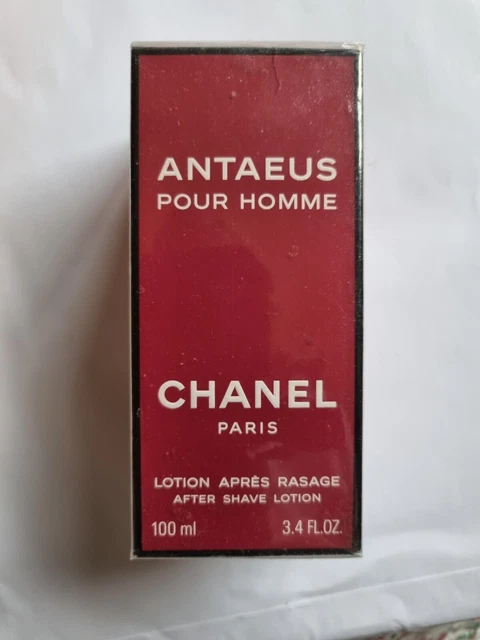 ANTAEUS
POUR HOMME
CHANEL
PARIS
LOTION APRÈS RASAGE
AFTER SHAVE LOTION
100 ml 3.4 FL.OZ.